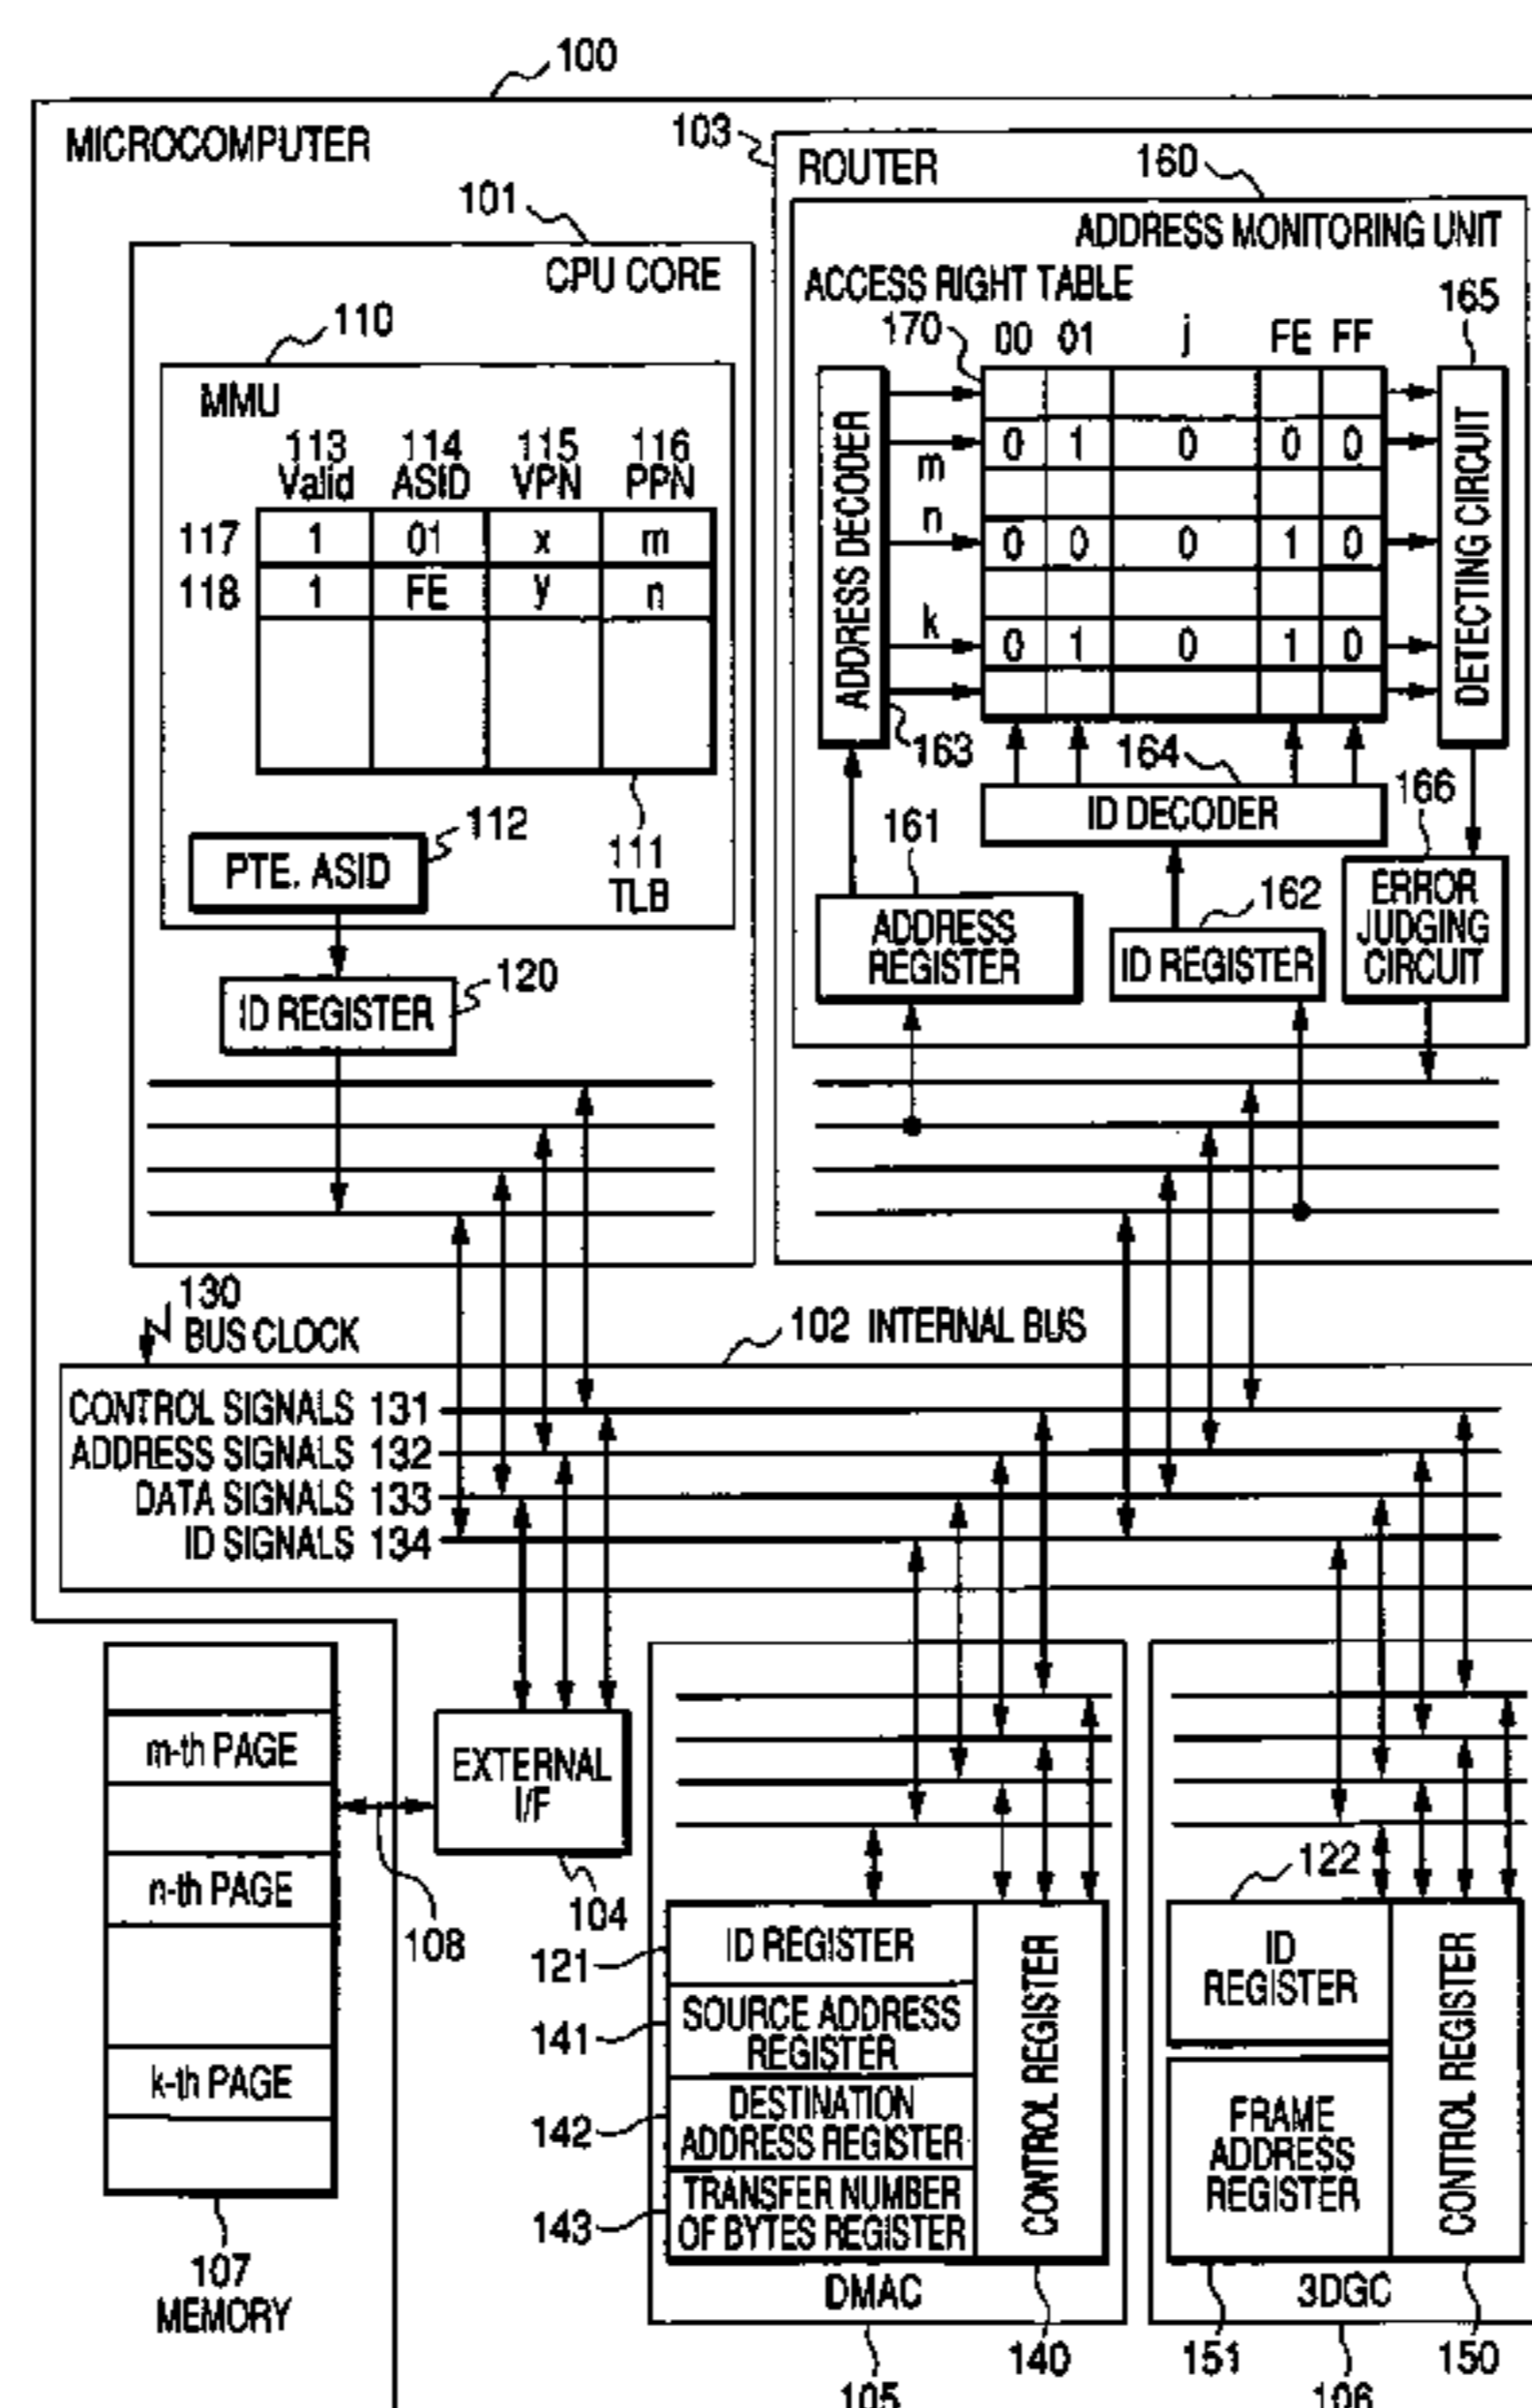 100
MICROCOMPUTER
101
CPU CORE
110
MMU
113 114 115 116
Valid ASID VPN PPN
117 1 01 x m
118 1 FE y n
PTE. ASID
112
111
TLB
ID REGISTER
120
103
ROUTER
160
ADDRESS MONITORING UNIT
ACCESS RIGHT TABLE
165
170 00 01 j FE FF
ADDRESS DECODER
m 0 1 0 0 0
n 0 0 0 1 0
k 0 1 0 1 0
DETECTING CIRCUIT
163
164
ID DECODER
166
161
ADDRESS
REGISTER
162
ID REGISTER
ERROR
JUDGING
CIRCUIT
130
BUS CLOCK
102 INTERNAL BUS
CONTROL SIGNALS 131
ADDRESS SIGNALS 132
DATA SIGNALS 133
ID SIGNALS 134
m-th PAGE
n-th PAGE
k-th PAGE
107
MEMORY
108
EXTERNAL
I/F
104
121
ID REGISTER
141
SOURCE ADDRESS
REGISTER
142
DESTINATION
ADDRESS REGISTER
143
TRANSFER NUMBER
OF BYTES REGISTER
CONTROL REGISTER
DMAC
140
105
122
ID
REGISTER
FRAME
ADDRESS
REGISTER
CONTROL REGISTER
3DGC
151
150
106